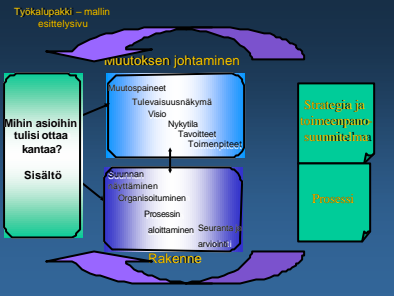 Työkalupakki – mallin
esittelysivu
Muutoksen johtaminen
Mihin asioihin
tulisi ottaa
kantaa?
Sisältö
Muutospaineet
Tulevaisuusnäkymä
Visio
Nykytila
Tavoitteet
Toimenpiteet
Suunnan
näyttäminen
Organisoituminen
Prosessin
aloittaminen
Seuranta ja
arviointi
Rakenne
Strategia ja
toimeenpano-
suunnitelma
Prosessi